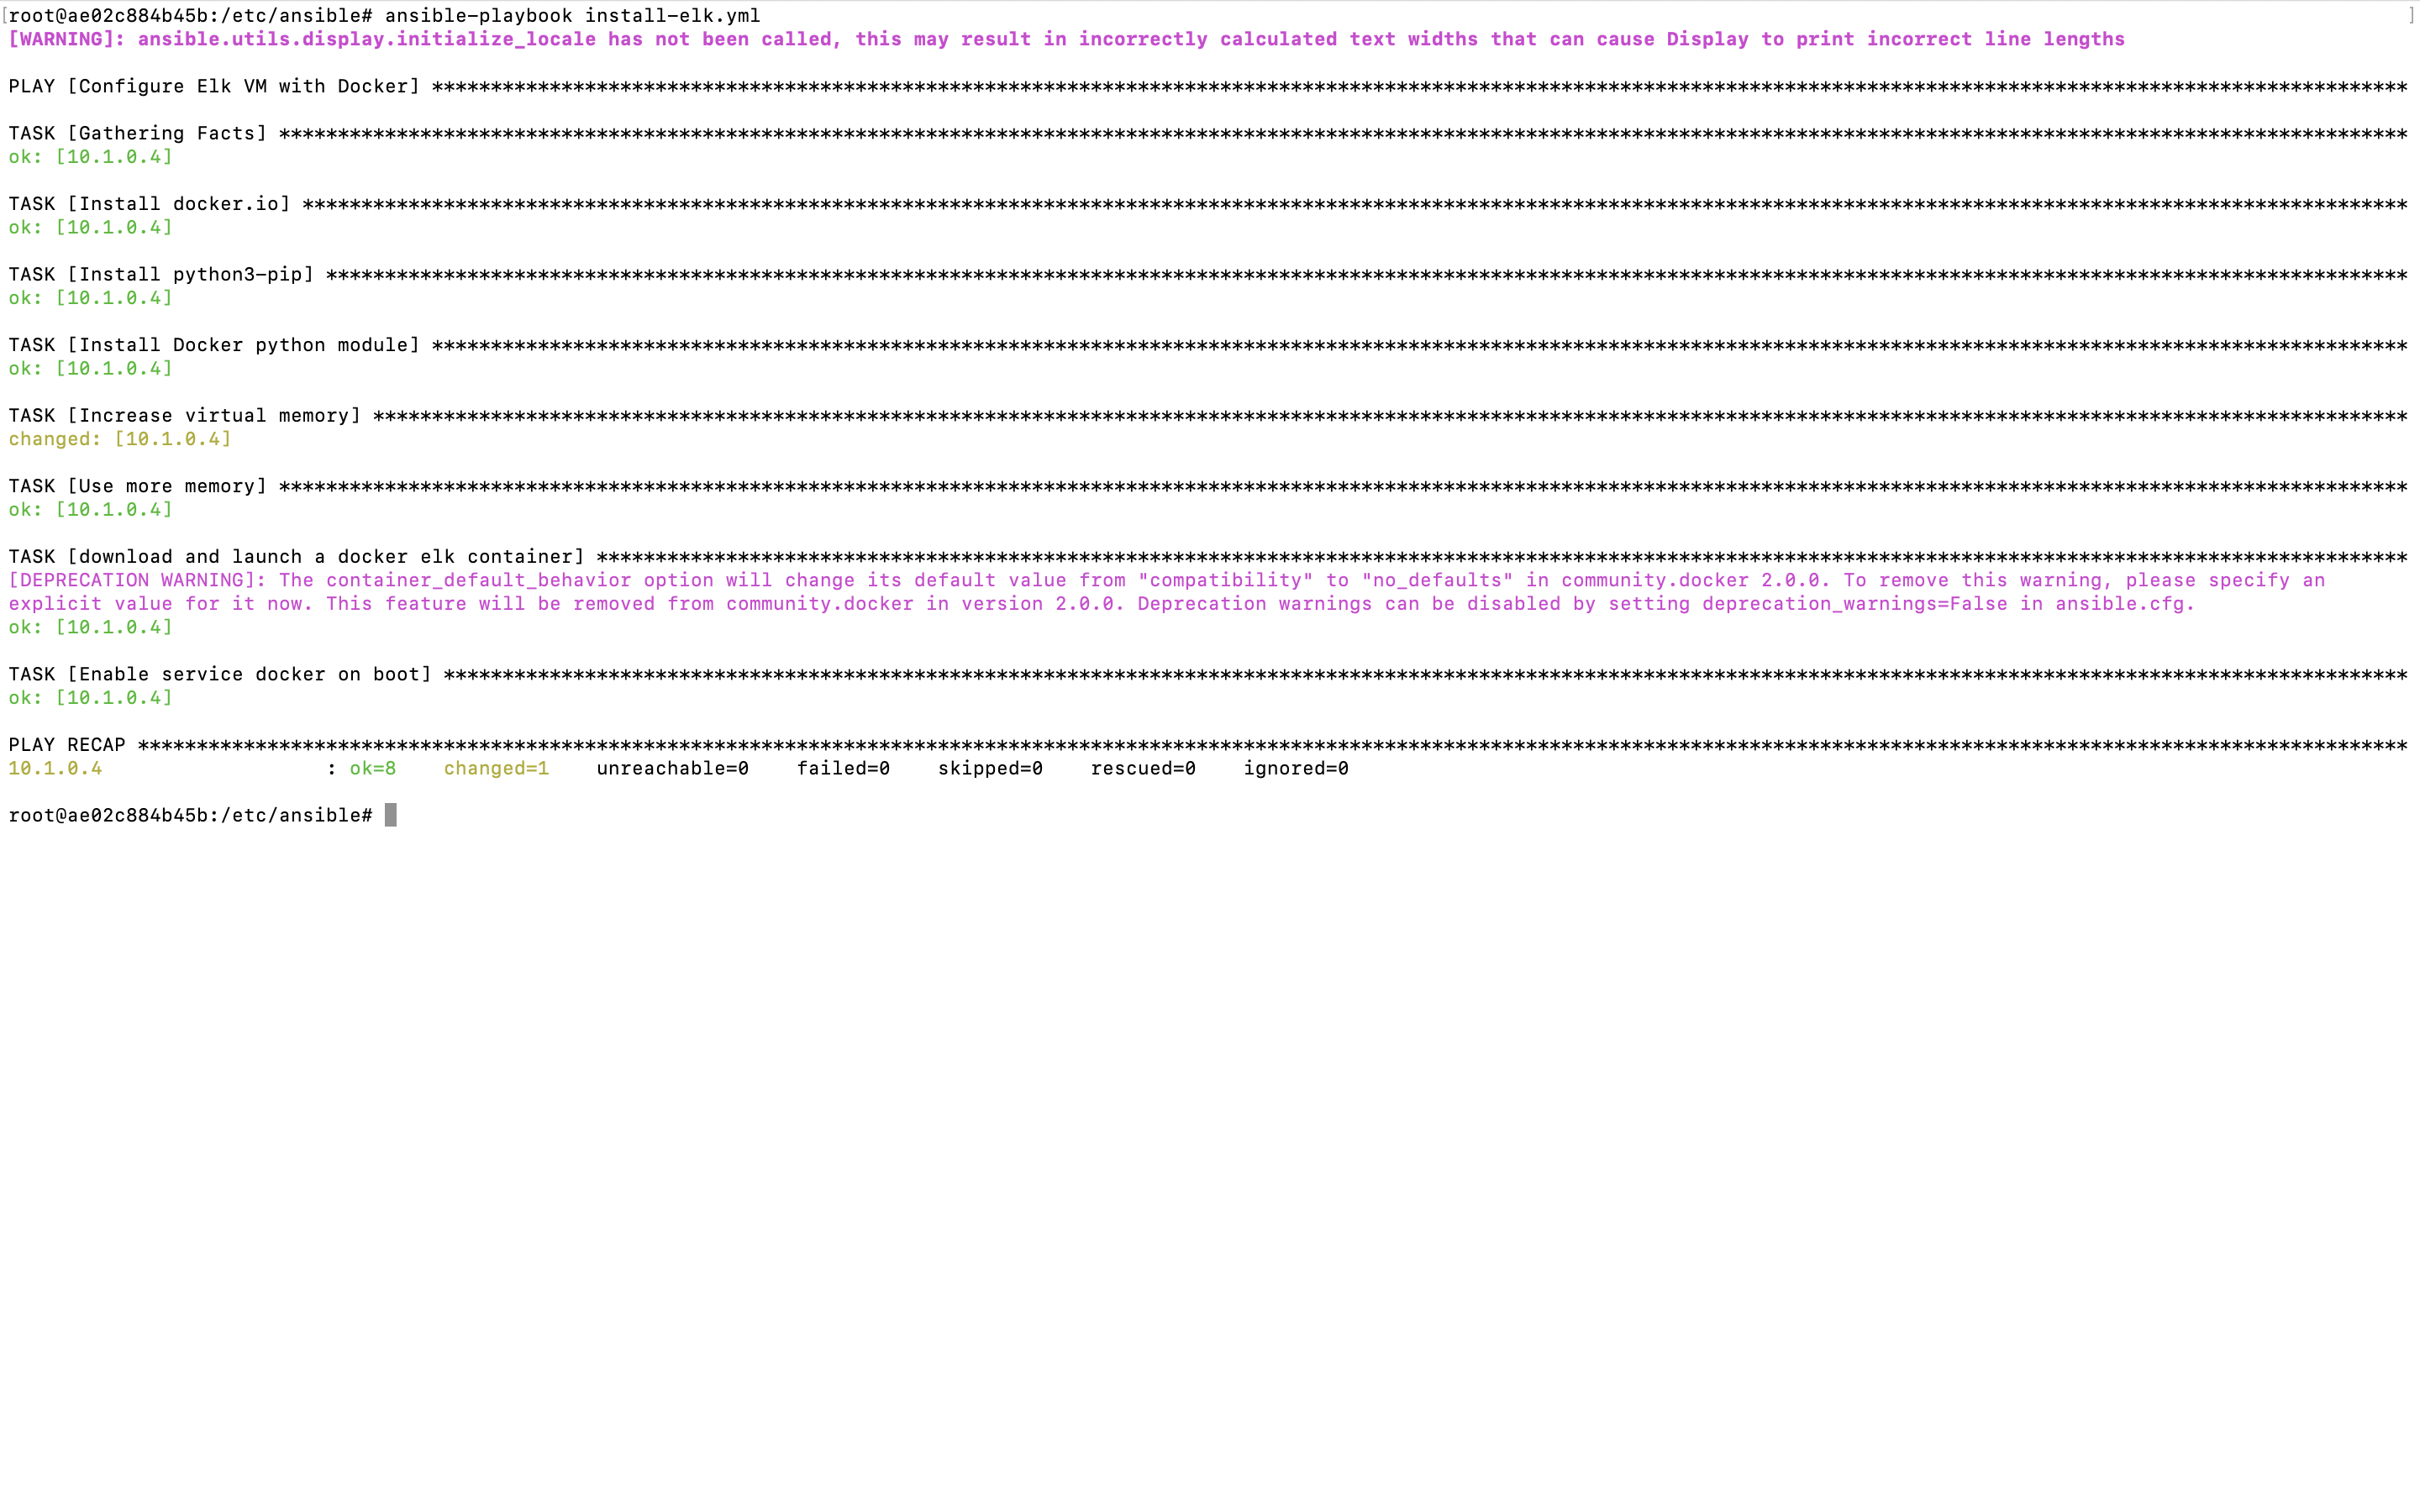 [root@ae02c884b45b:/etc/ansible# ansible-playbook install-elk.yml ]
[WARNING]: ansible.utils.display.initialize_locale has not been called, this may result in incorrectly calculated text widths that can cause Display to print incorrect line lengths
PLAY [Configure Elk VM with Docker] ************************************************************************************************************************************************************************
TASK [Gathering Facts] *************************************************************************************************************************************************************************************
ok: [10.1.0.4]
TASK [Install docker.io] ***********************************************************************************************************************************************************************************
ok: [10.1.0.4]
TASK [Install python3-pip] *********************************************************************************************************************************************************************************
ok: [10.1.0.4]
TASK [Install Docker python module] ************************************************************************************************************************************************************************
ok: [10.1.0.4]
TASK [Increase virtual memory] *****************************************************************************************************************************************************************************
changed: [10.1.0.4]
TASK [Use more memory] *************************************************************************************************************************************************************************************
ok: [10.1.0.4]
TASK [download and launch a docker elk container] **********************************************************************************************************************************************************
[DEPRECATION WARNING]: The container_default_behavior option will change its default value from "compatibility" to "no_defaults" in community.docker 2.0.0. To remove this warning, please specify an
explicit value for it now. This feature will be removed from community.docker in version 2.0.0. Deprecation warnings can be disabled by setting deprecation_warnings=False in ansible.cfg.
ok: [10.1.0.4]
TASK [Enable service docker on boot] ***********************************************************************************************************************************************************************
ok: [10.1.0.4]
PLAY RECAP *************************************************************************************************************************************************************************************************
10.1.0.4                   : ok=8    changed=1    unreachable=0    failed=0    skipped=0    rescued=0    ignored=0
root@ae02c884b45b:/etc/ansible#